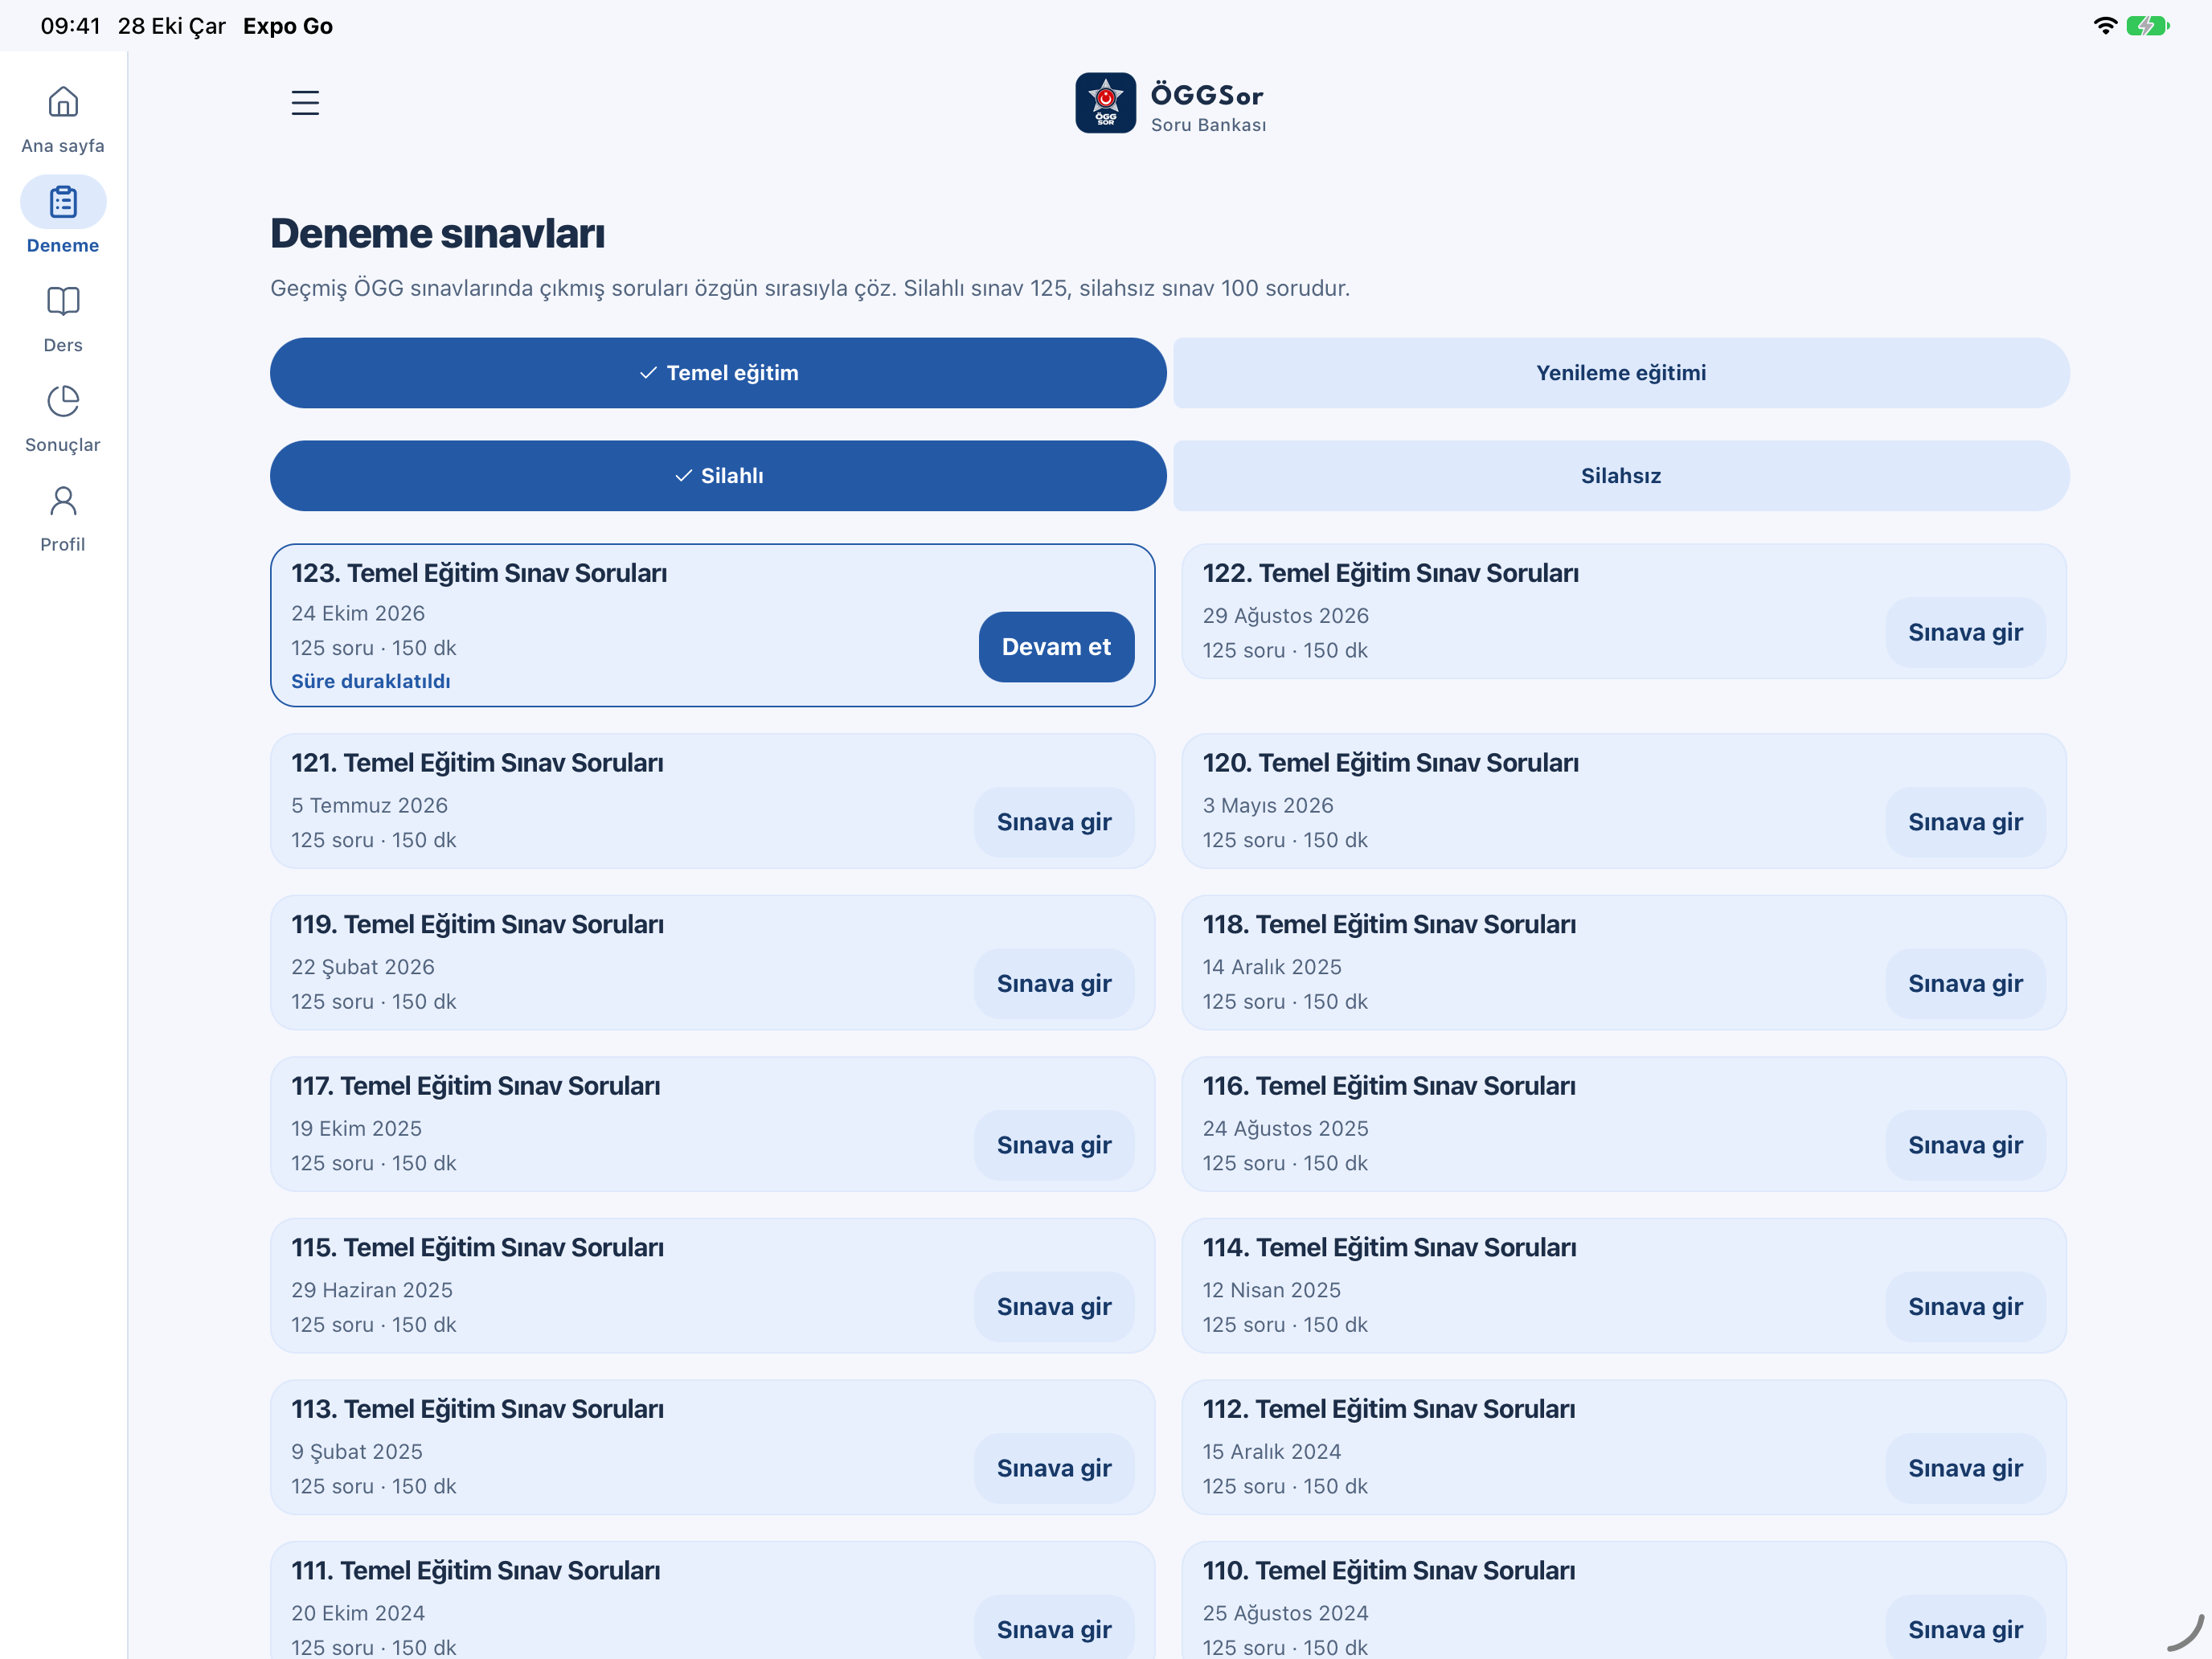 09:41 28 Eki Çar Expo Go
Ana sayfa
Deneme
Ders
Sonuçlar
Profil
ÖGG
SOR
ÖGGSor
Soru Bankası
Deneme sınavları
Geçmiş ÖGG sınavlarında çıkmış soruları özgün sırasıyla çöz. Silahlı sınav 125, silahsız sınav 100 sorudur.
Temel eğitim
Yenileme eğitimi
Silahlı
Silahsız
123. Temel Eğitim Sınav Soruları
24 Ekim 2026
125 soru · 150 dk
Süre duraklatıldı
Devam et
122. Temel Eğitim Sınav Soruları
29 Ağustos 2026
125 soru · 150 dk
Sınava gir
121. Temel Eğitim Sınav Soruları
5 Temmuz 2026
125 soru · 150 dk
Sınava gir
120. Temel Eğitim Sınav Soruları
3 Mayıs 2026
125 soru · 150 dk
Sınava gir
119. Temel Eğitim Sınav Soruları
22 Şubat 2026
125 soru · 150 dk
Sınava gir
118. Temel Eğitim Sınav Soruları
14 Aralık 2025
125 soru · 150 dk
Sınava gir
117. Temel Eğitim Sınav Soruları
19 Ekim 2025
125 soru · 150 dk
Sınava gir
116. Temel Eğitim Sınav Soruları
24 Ağustos 2025
125 soru · 150 dk
Sınava gir
115. Temel Eğitim Sınav Soruları
29 Haziran 2025
125 soru · 150 dk
Sınava gir
114. Temel Eğitim Sınav Soruları
12 Nisan 2025
125 soru · 150 dk
Sınava gir
113. Temel Eğitim Sınav Soruları
9 Şubat 2025
125 soru · 150 dk
Sınava gir
112. Temel Eğitim Sınav Soruları
15 Aralık 2024
125 soru · 150 dk
Sınava gir
111. Temel Eğitim Sınav Soruları
20 Ekim 2024
125 soru · 150 dk
Sınava gir
110. Temel Eğitim Sınav Soruları
25 Ağustos 2024
125 soru · 150 dk
Sınava gir